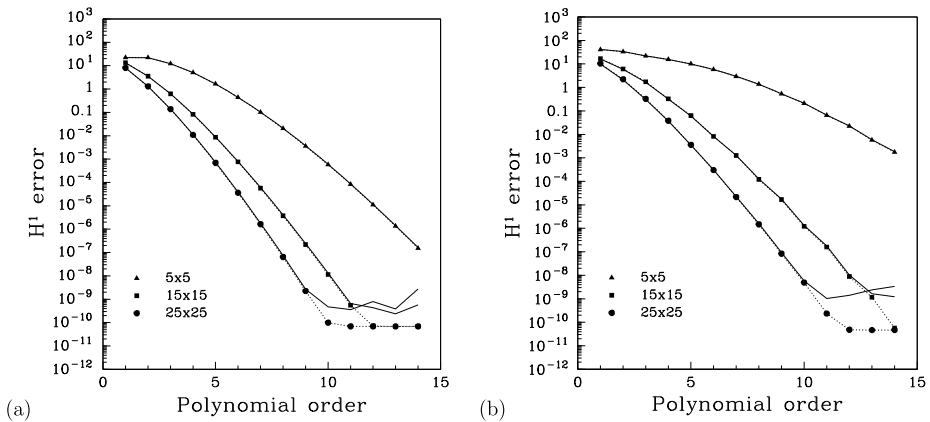 10³
10²
10¹
1
0.1
10⁻²
10⁻³
10⁻⁴
10⁻⁵
10⁻⁶
10⁻⁷
10⁻⁸
10⁻⁹
10⁻¹⁰
10⁻¹¹
10⁻¹²
H¹ error
5x5
15x15
25x25
0 5 10 15
Polynomial order
(a)
10³
10²
10¹
1
0.1
10⁻²
10⁻³
10⁻⁴
10⁻⁵
10⁻⁶
10⁻⁷
10⁻⁸
10⁻⁹
10⁻¹⁰
10⁻¹¹
10⁻¹²
H¹ error
5x5
15x15
25x25
0 5 10 15
Polynomial order
(b)